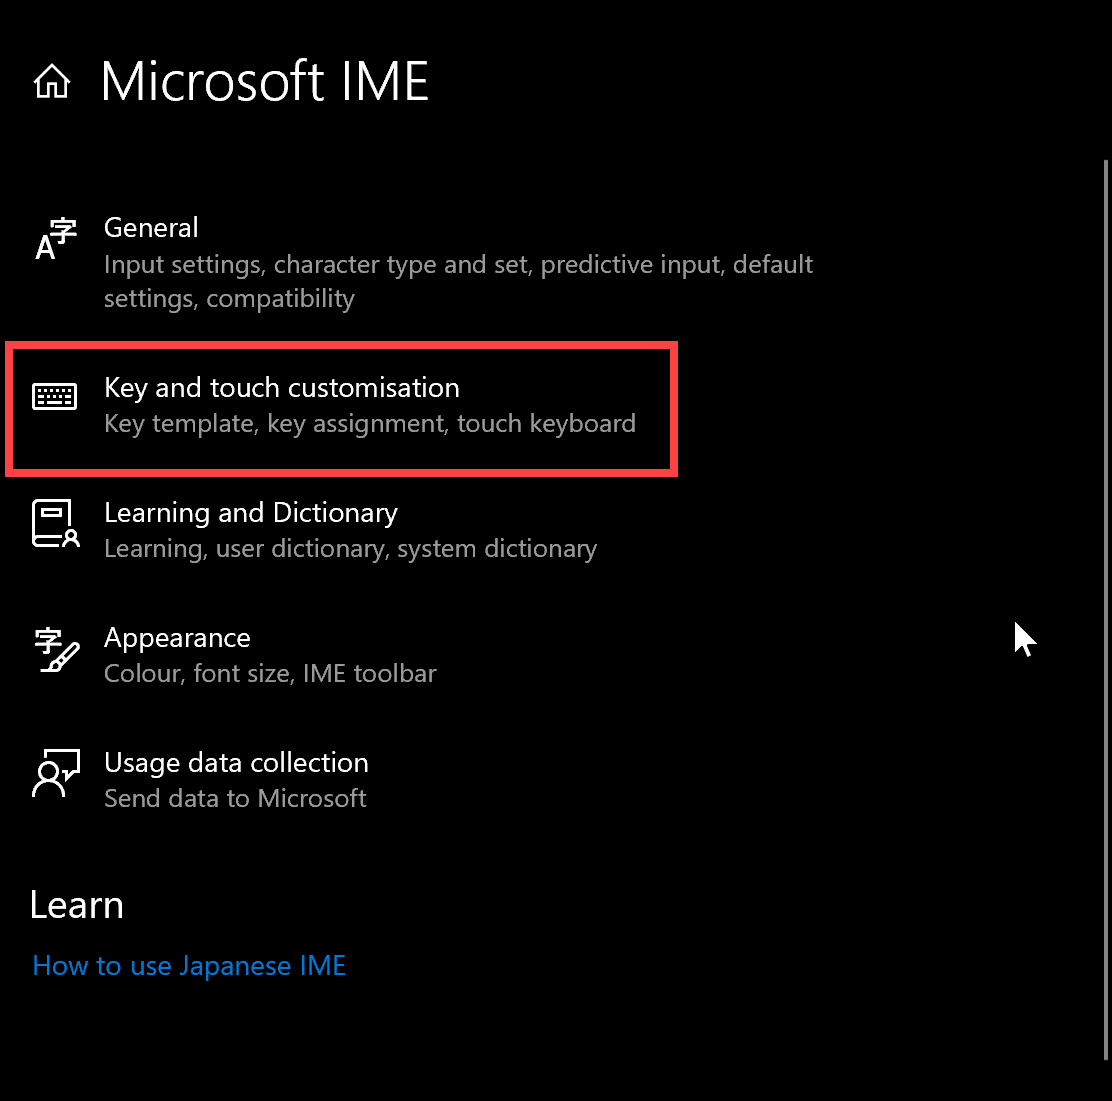 Microsoft IME
General
Input settings, character type and set, predictive input, default
settings, compatibility
Key and touch customisation
Key template, key assignment, touch keyboard
Learning and Dictionary
Learning, user dictionary, system dictionary
Appearance
Colour, font size, IME toolbar
Usage data collection
Send data to Microsoft
Learn
How to use Japanese IME